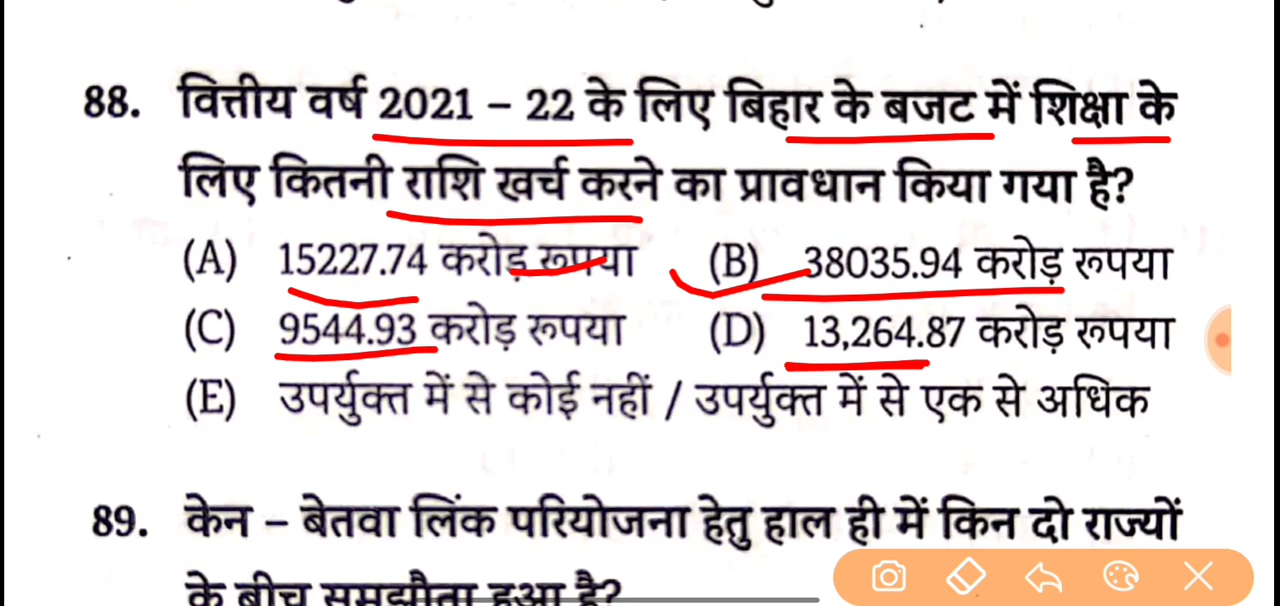 88. वित्तीय वर्ष 2021 – 22 के लिए बिहार के बजट में शिक्षा के
लिए कितनी राशि खर्च करने का प्रावधान किया गया है?
(A) 15227.74 करोड़ रूपया (B) 38035.94 करोड़ रूपया
(C) 9544.93 करोड़ रूपया (D) 13,264.87 करोड़ रूपया
(E) उपर्युक्त में से कोई नहीं / उपर्युक्त में से एक से अधिक
89. केन – बेतवा लिंक परियोजना हेतु हाल ही में किन दो राज्यों
के बीच समझौता हुआ है?